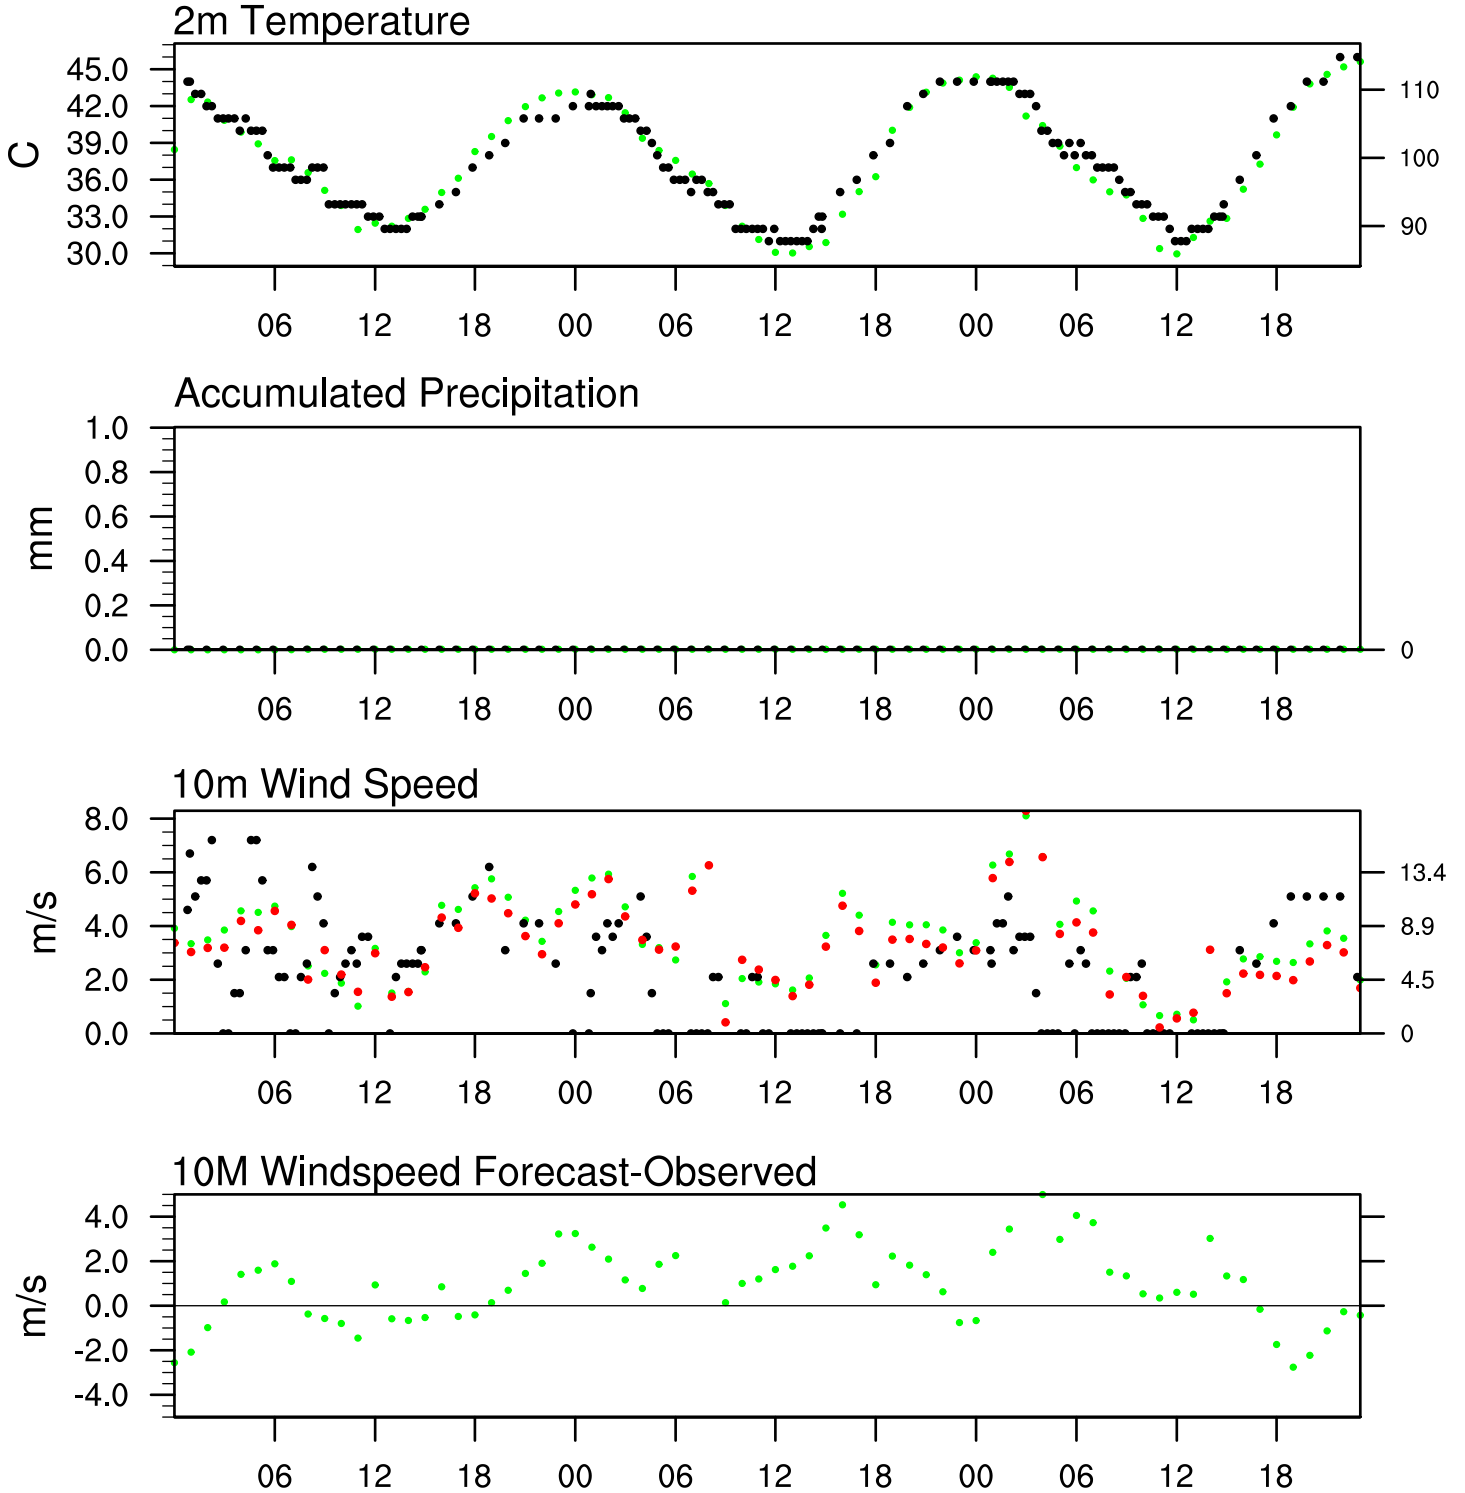 2m Temperature
45.0
42.0
39.0
36.0
33.0
30.0
C
110
100
90
06 12 18 00 06 12 18 00 06 12 18
Accumulated Precipitation
1.0
0.8
0.6
0.4
0.2
0.0
mm
0
06 12 18 00 06 12 18 00 06 12 18
10m Wind Speed
8.0
6.0
4.0
2.0
0.0
m/s
13.4
8.9
4.5
0
06 12 18 00 06 12 18 00 06 12 18
10M Windspeed Forecast-Observed
4.0
2.0
0.0
-2.0
-4.0
m/s
06 12 18 00 06 12 18 00 06 12 18